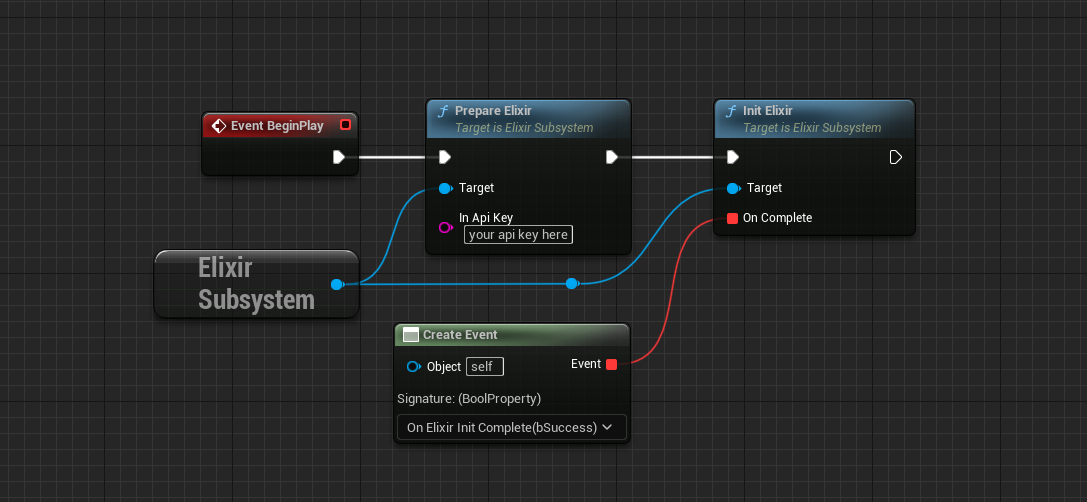 Event BeginPlay
Prepare Elixir
Target is Elixir Subsystem
Target
In Api Key
your api key here
Init Elixir
Target is Elixir Subsystem
Target
On Complete
Elixir
Subsystem
Create Event
Object self
Event
Signature: (BoolProperty)
On Elixir Init Complete(bSuccess)